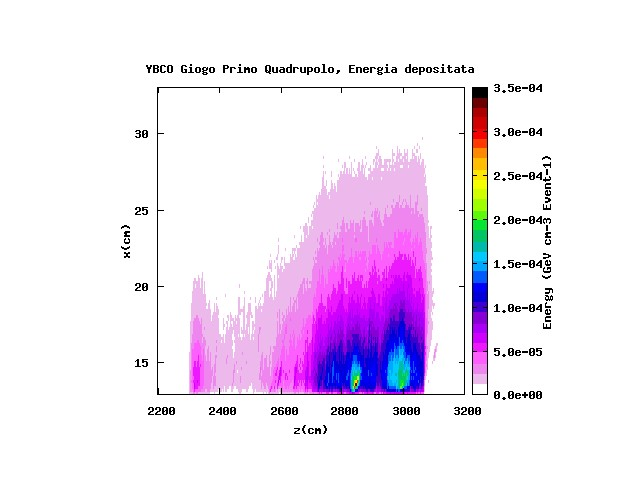 YBCO Giogo Primo Quadrupolo, Energia depositata
3.5e-04
3.0e-04
2.5e-04
2.0e-04
1.5e-04
1.0e-04
5.0e-05
0.0e+00
Energy (GeV cm-3 Event-1)
30
25
20
15
x(cm)
2200 2400 2600 2800 3000 3200
z(cm)